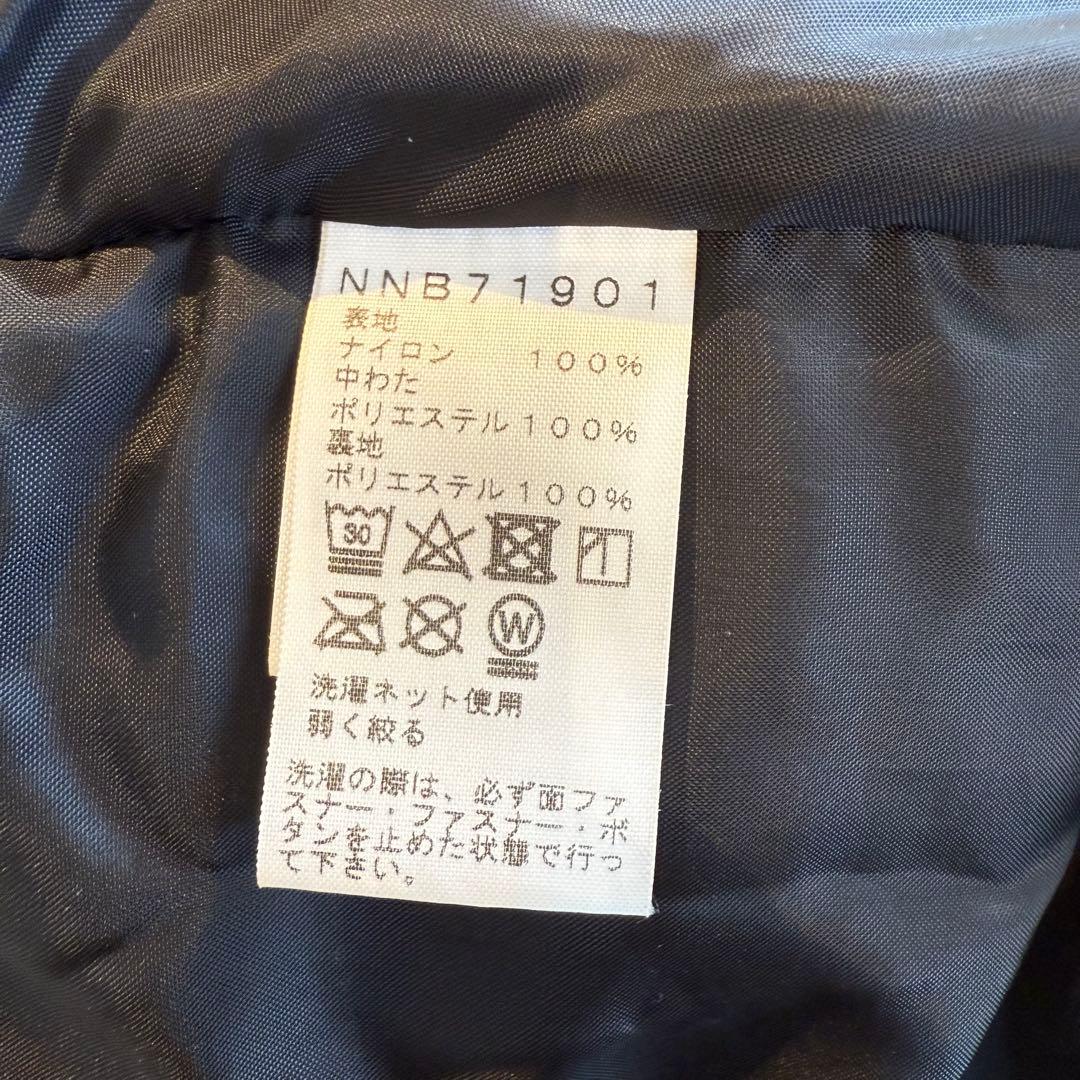 NNB71901
表地
ナイロン 100%
中わた
ポリエステル100%
裏地
ポリエステル100%
30
W
洗濯ネット使用
弱く絞る
洗濯の際は、必ず面ファ
スナー・ファスナー・ボ
タンを止めた状態で行っ
て下さい。